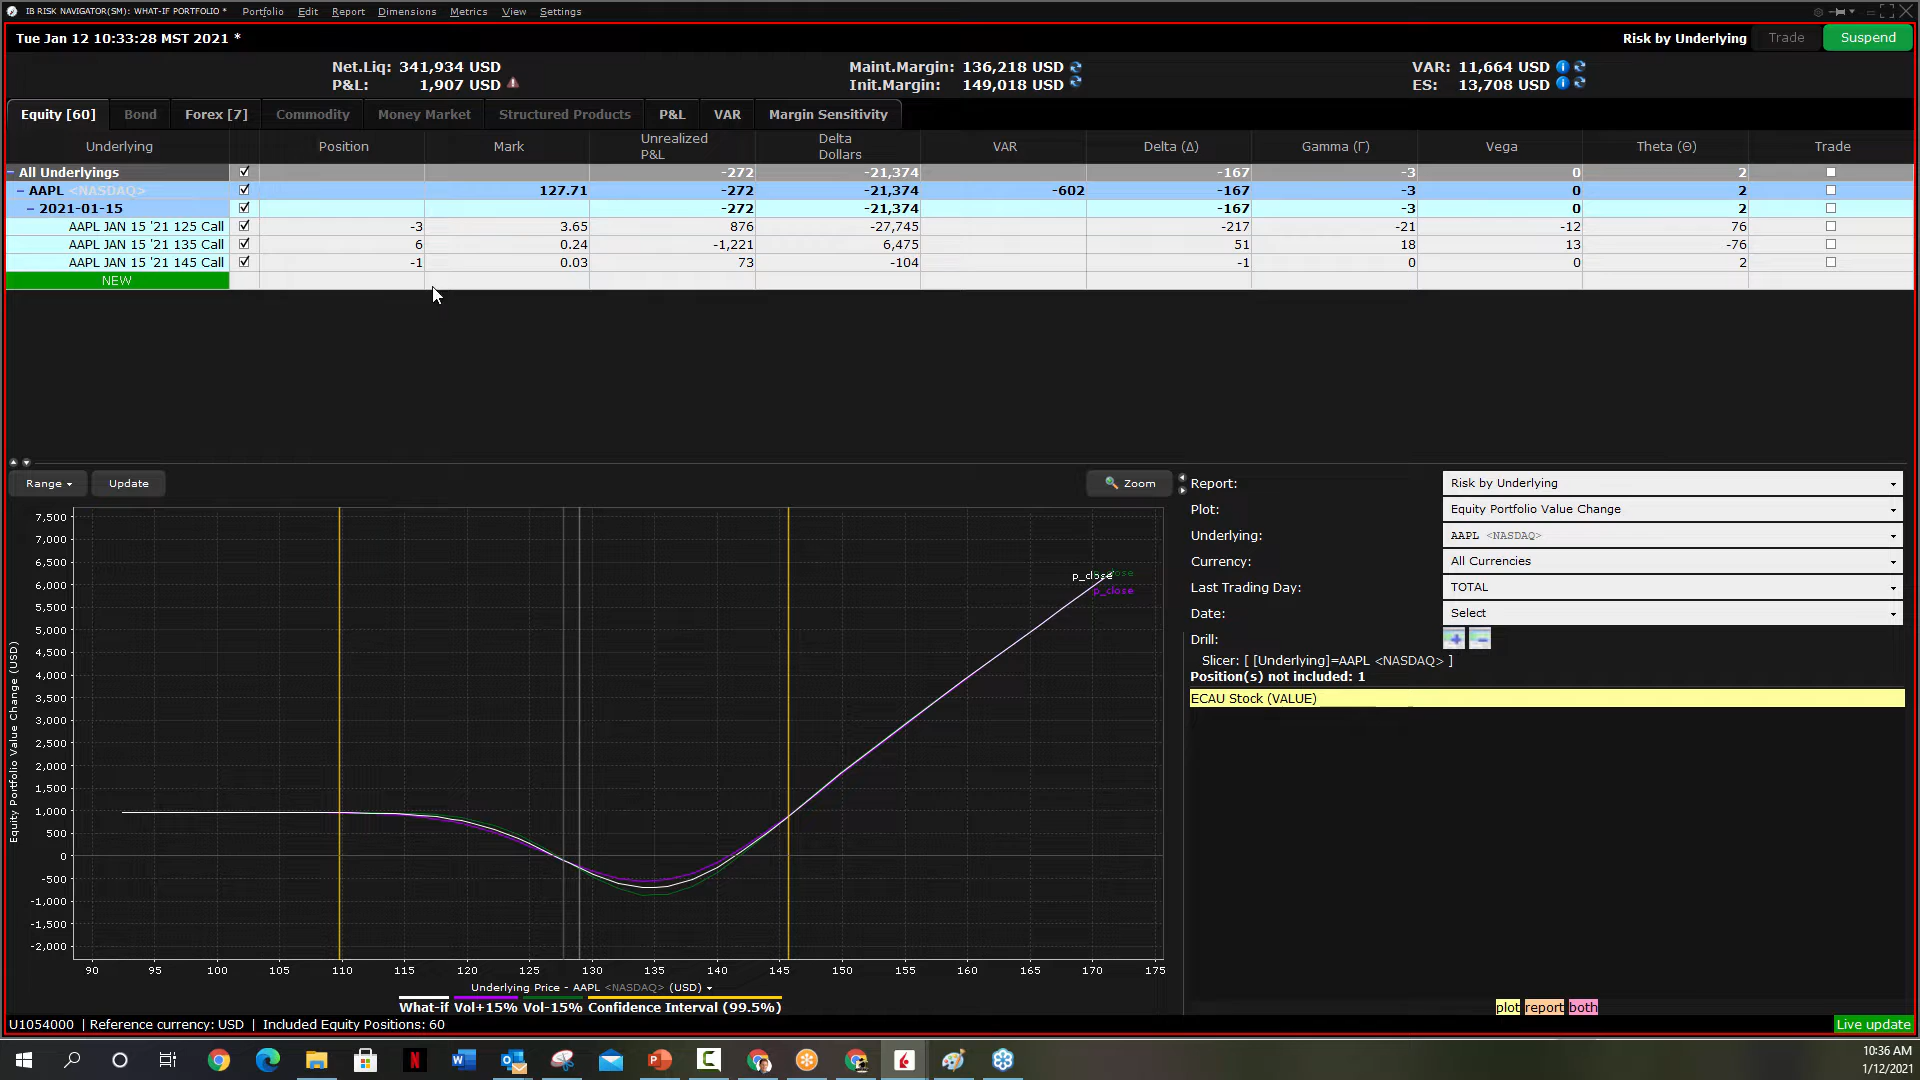 IB RISK NAVIGATOR(SM): WHAT-IF PORTFOLIO * Portfolio Edit Report Dimensions Metrics View Settings
Tue Jan 12 10:33:28 MST 2021 * Risk by Underlying Trade Suspend
Net.Liq: 341,934 USD Maint.Margin: 136,218 USD VAR: 11,664 USD
P&L: 1,907 USD Init.Margin: 149,018 USD ES: 13,708 USD
Equity [60] Bond Forex [7] Commodity Money Market Structured Products P&L VAR Margin Sensitivity
Underlying Position Mark Unrealized P&L Delta Dollars VAR Delta (Δ) Gamma (Γ) Vega Theta (Θ) Trade
All Underlyings -272 -21,374 -167 -3 0 2
AAPL <NASDAQ> 127.71 -272 -21,374 -602 -167 -3 0 2
2021-01-15 -272 -21,374 -167 -3 0 2
AAPL JAN 15 '21 125 Call -3 3.65 876 -27,745 -217 -21 -12 76
AAPL JAN 15 '21 135 Call 6 0.24 -1,221 6,475 51 18 13 -76
AAPL JAN 15 '21 145 Call -1 0.03 73 -104 -1 0 0 2
NEW
Range Update Zoom
Equity Portfolio Value Change (USD)
7,500
7,000
6,500
6,000
5,500
5,000
4,500
4,000
3,500
3,000
2,500
2,000
1,500
1,000
500
0
-500
-1,000
-1,500
-2,000
p_close
p_close
90 95 100 105 110 115 120 125 130 135 140 145 150 155 160 165 170 175
Underlying Price - AAPL <NASDAQ> (USD)
What-if Vol+15% Vol-15% Confidence Interval (99.5%)
Report: Risk by Underlying
Plot: Equity Portfolio Value Change
Underlying: AAPL <NASDAQ>
Currency: All Currencies
Last Trading Day: TOTAL
Date: Select
Drill:
Slicer: [ [Underlying]=AAPL <NASDAQ> ]
Position(s) not included: 1
ECAU Stock (VALUE)
plot report both
U1054000 | Reference currency: USD | Included Equity Positions: 60 Live update
10:36 AM
1/12/2021